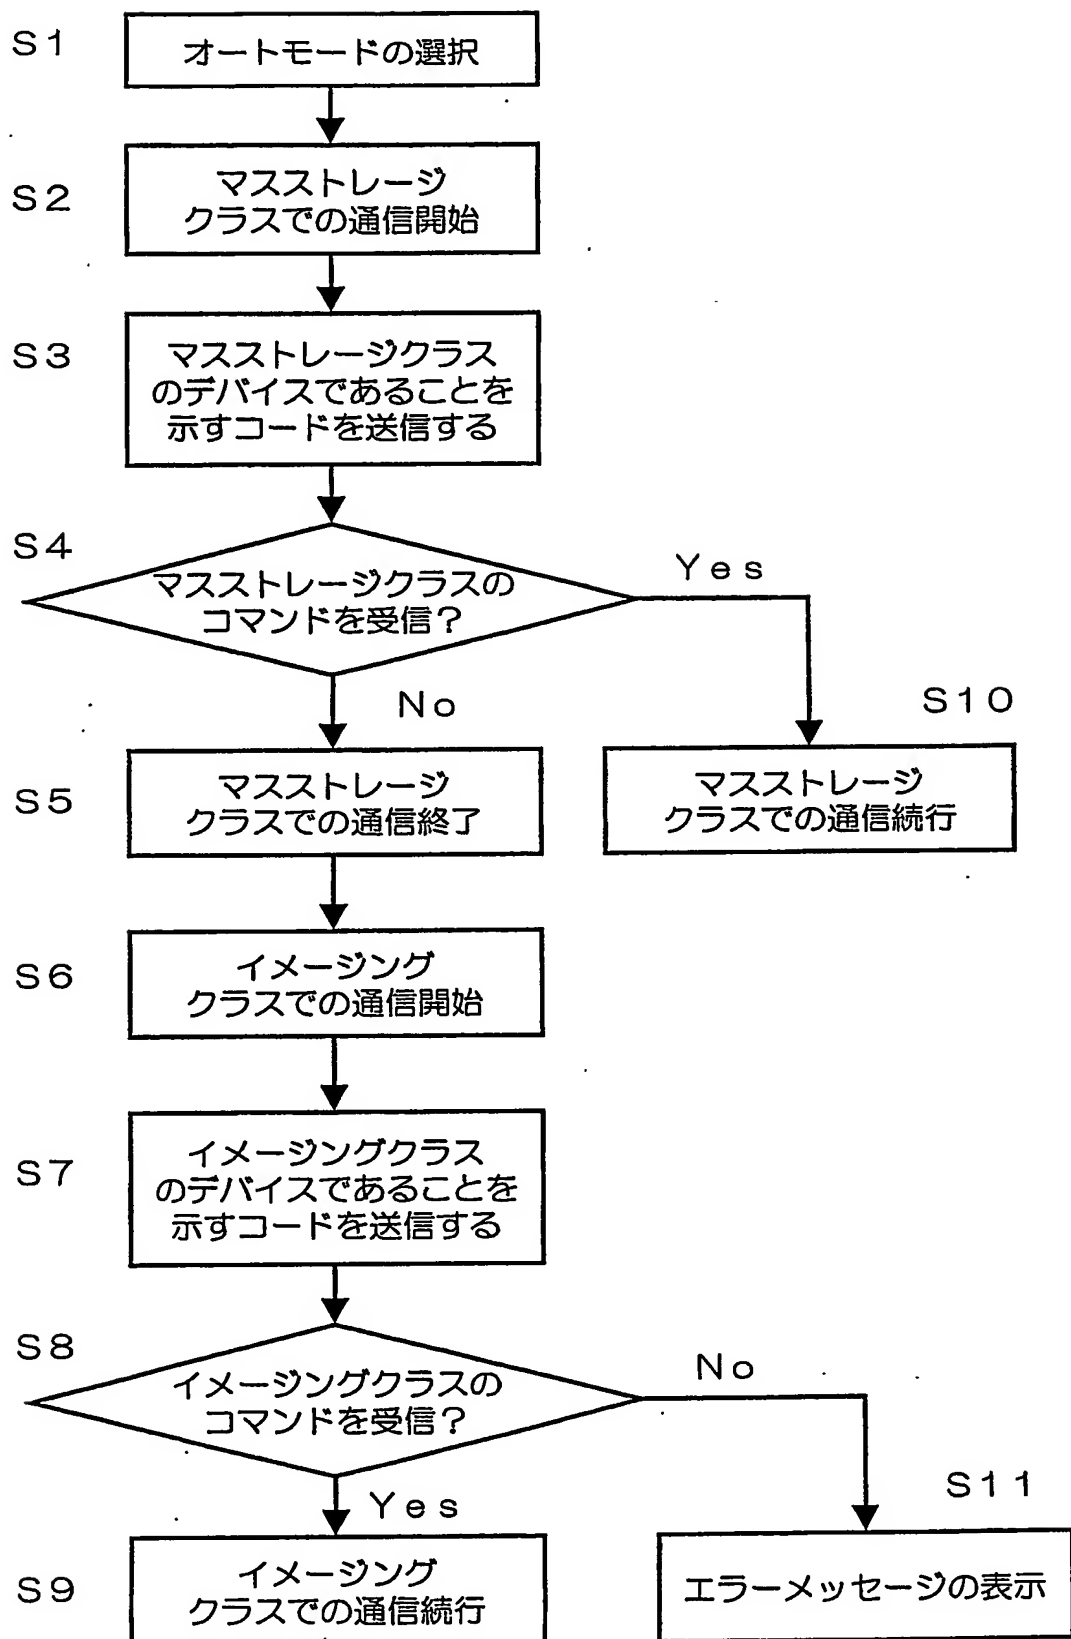 S1
オートモードの選択
S2
マスストレージ
クラスでの通信開始
S3
マスストレージクラス
のデバイスであることを
示すコードを送信する
S4
マスストレージクラスの
コマンドを受信?
Yes
No
S10
S5
マスストレージ
クラスでの通信終了
マスストレージ
クラスでの通信続行
S6
イメージング
クラスでの通信開始
S7
イメージングクラス
のデバイスであることを
示すコードを送信する
S8
イメージングクラスの
コマンドを受信?
No
Yes
S11
S9
イメージング
クラスでの通信続行
エラーメッセージの表示